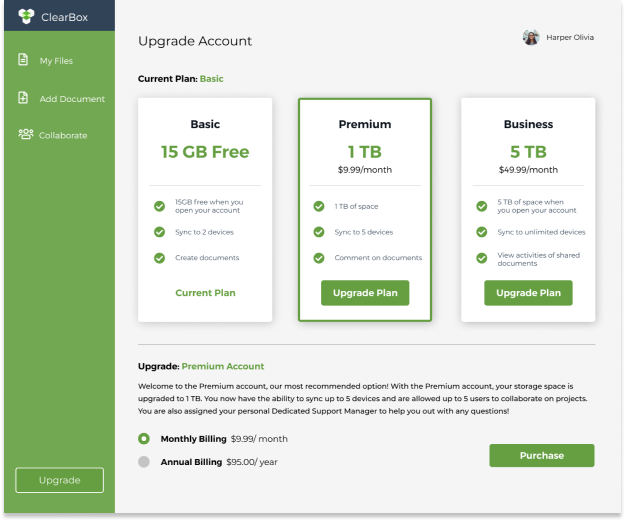 ClearBox
My Files
Add Document
Collaborate
Upgrade
Upgrade Account
Harper Olivia
Current Plan: Basic
Basic
15 GB Free
15GB free when you
open your account
Sync to 2 devices
Create documents
Current Plan
Premium
1 TB
$9.99/month
1 TB of space
Sync to 5 devices
Comment on documents
Upgrade Plan
Business
5 TB
$49.99/month
5 TB of space when
you open your account
Sync to unlimited devices
View activities of shared
documents
Upgrade Plan
Upgrade: Premium Account
Welcome to the Premium account, our most recommended option! With the Premium account, your storage space is
upgraded to 1 TB. You now have the ability to sync up to 5 devices and are allowed up to 5 users to collaborate on projects.
You are also assigned your personal Dedicated Support Manager to help you out with any questions!
Monthly Billing $9.99/ month
Annual Billing $95.00/ year
Purchase